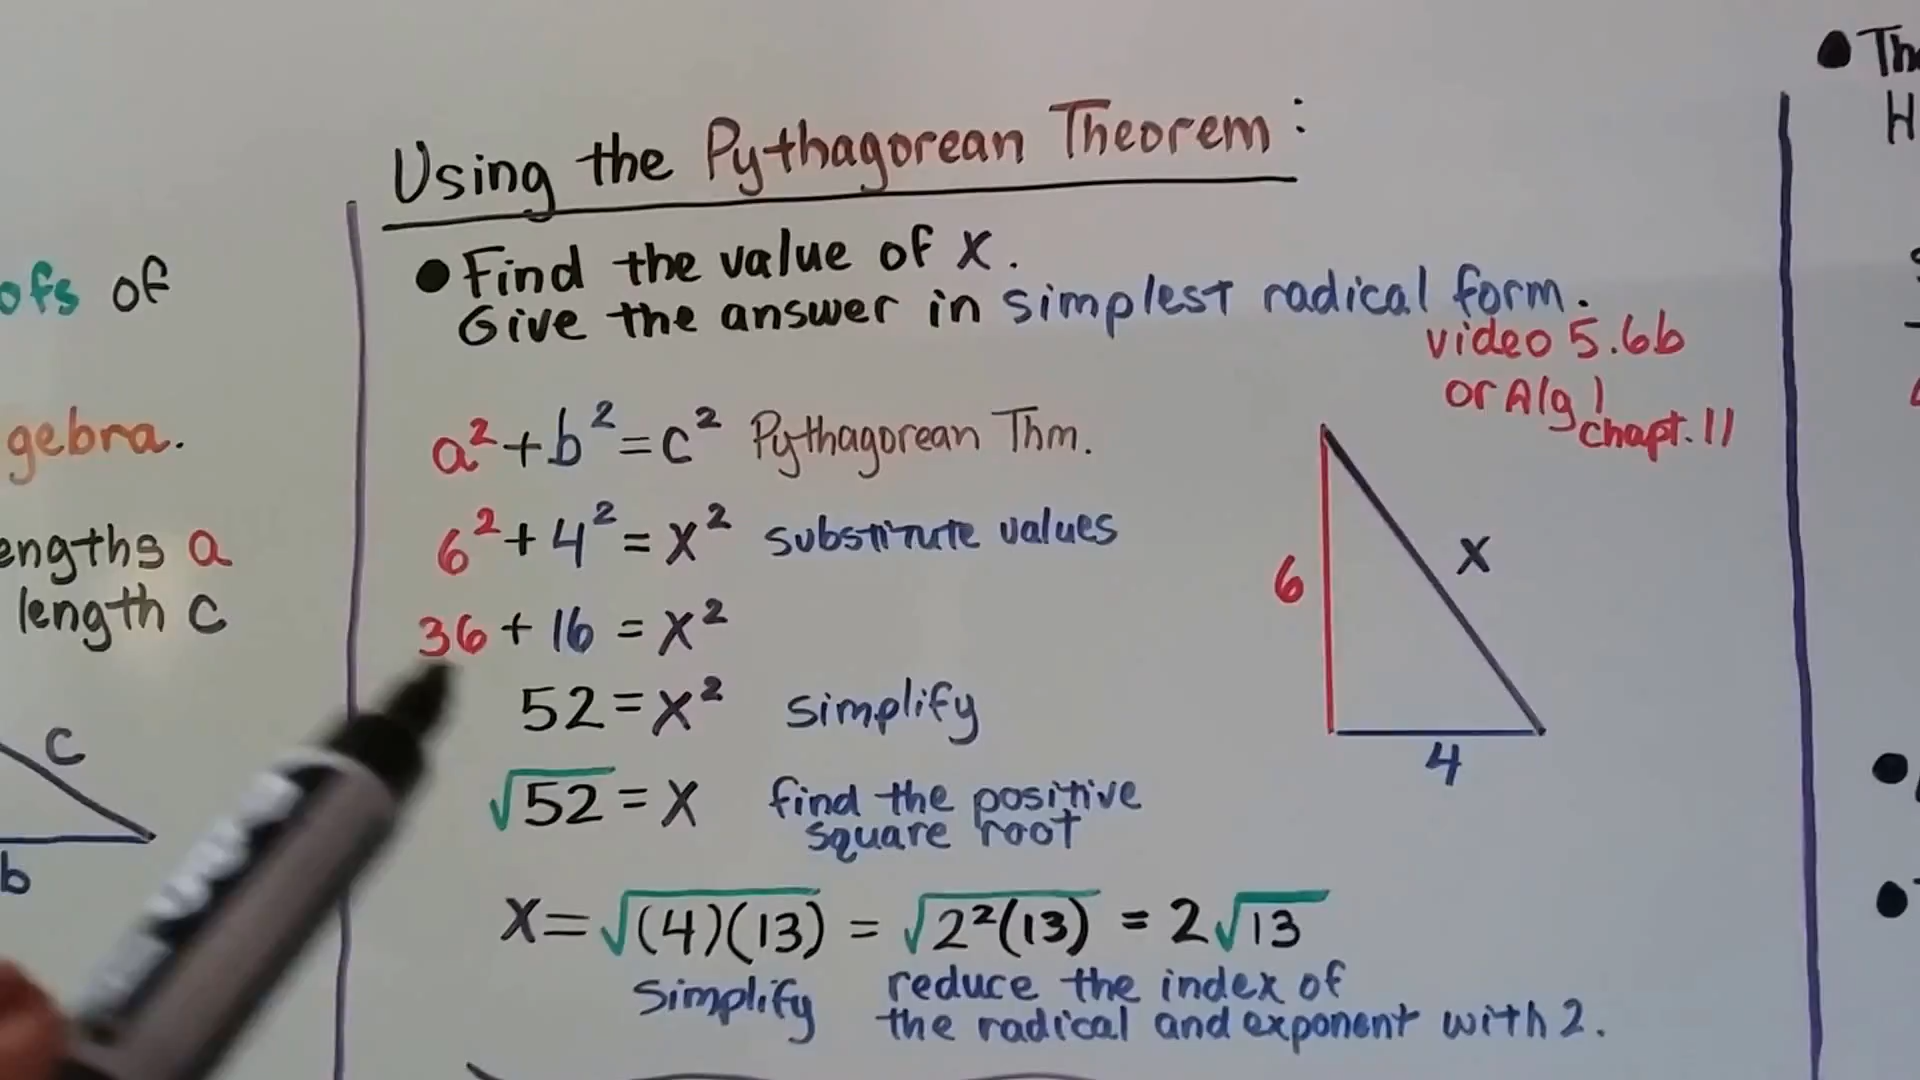 Using the Pythagorean Theorem:
• Find the value of x.
Give the answer in simplest radical form.
video 5.6b
or Alg 1
chapt. 11
a² + b² = c² Pythagorean Thm.
6² + 4² = x² substitute values
36 + 16 = x²
52 = x² simplify
√52 = x find the positive
square root
x = √(4)(13) = √2²(13) = 2√13
simplify reduce the index of
the radical and exponent with 2.
6
x
4
ofs of
gebra.
engths a
length c
c
b
• Th
H